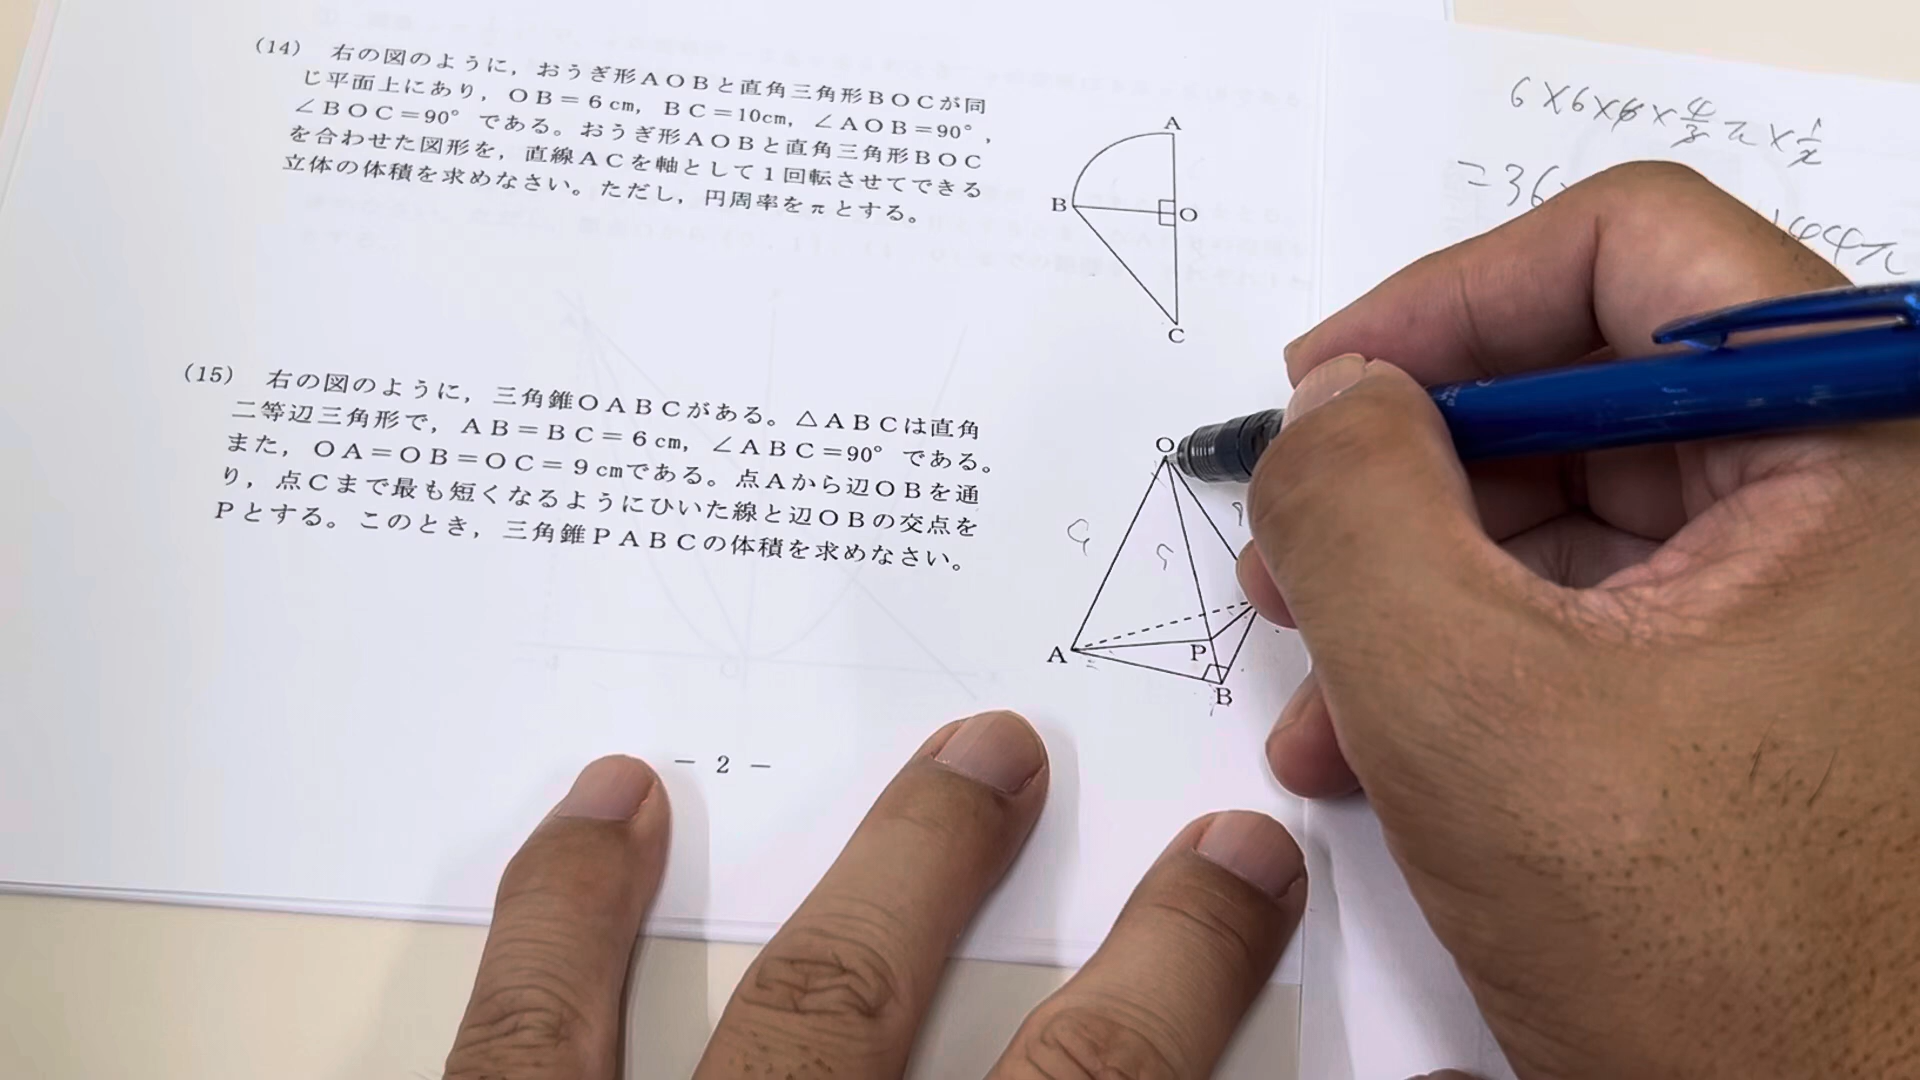 (14) 右の図のように，おうぎ形ＡＯＢと直角三角形ＢＯＣが同
じ平面上にあり，ＯＢ＝6cm，ＢＣ＝10cm，∠ＡＯＢ＝90°，
∠ＢＯＣ＝90°である。おうぎ形ＡＯＢと直角三角形ＢＯＣ
を合わせた図形を，直線ＡＣを軸として１回転させてできる
立体の体積を求めなさい。ただし，円周率をπとする。
A
B
O
C
(15) 右の図のように，三角錐ＯＡＢＣがある。△ＡＢＣは直角
二等辺三角形で，ＡＢ＝ＢＣ＝6cm，∠ＡＢＣ＝90°である。
また，ＯＡ＝ＯＢ＝ＯＣ＝9cmである。点Ａから辺ＯＢを通
り，点Ｃまで最も短くなるようにひいた線と辺ＯＢの交点を
Ｐとする。このとき，三角錐ＰＡＢＣの体積を求めなさい。
O
9
A
P
B
－ 2 －
6×6×6×4/3π×1/2
=36
144π